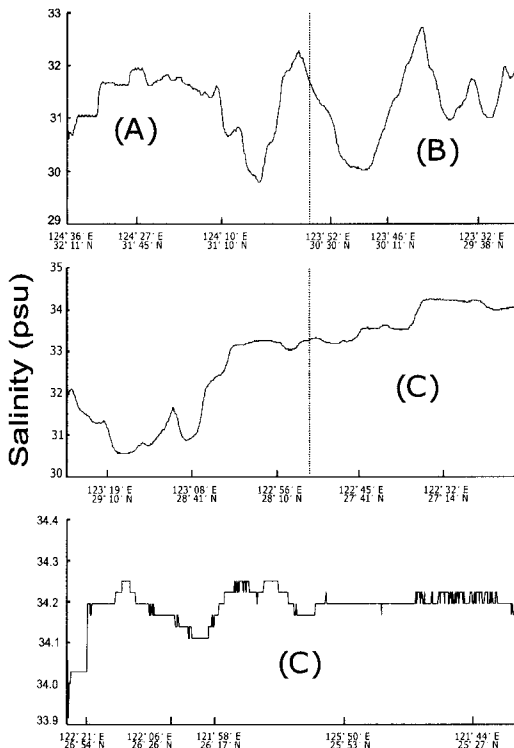 33
32
31
30
29
(A)
(B)
124°36′E 124°27′E 124°10′E 123°52′E 123°46′E 123°32′E
32°11′N 31°45′N 31°10′N 30°30′N 30°11′N 29°38′N
Salinity (psu)
35
34
33
32
31
30
(C)
123°19′E 123°08′E 122°56′E 122°45′E 122°32′E
29°10′N 28°41′N 28°10′N 27°41′N 27°14′N
34.4
34.3
34.2
34.1
34.0
33.9
(C)
122°21′E 122°06′E 121°58′E 125°50′E 121°44′E
26°54′N 26°26′N 26°17′N 25°53′N 25°27′N